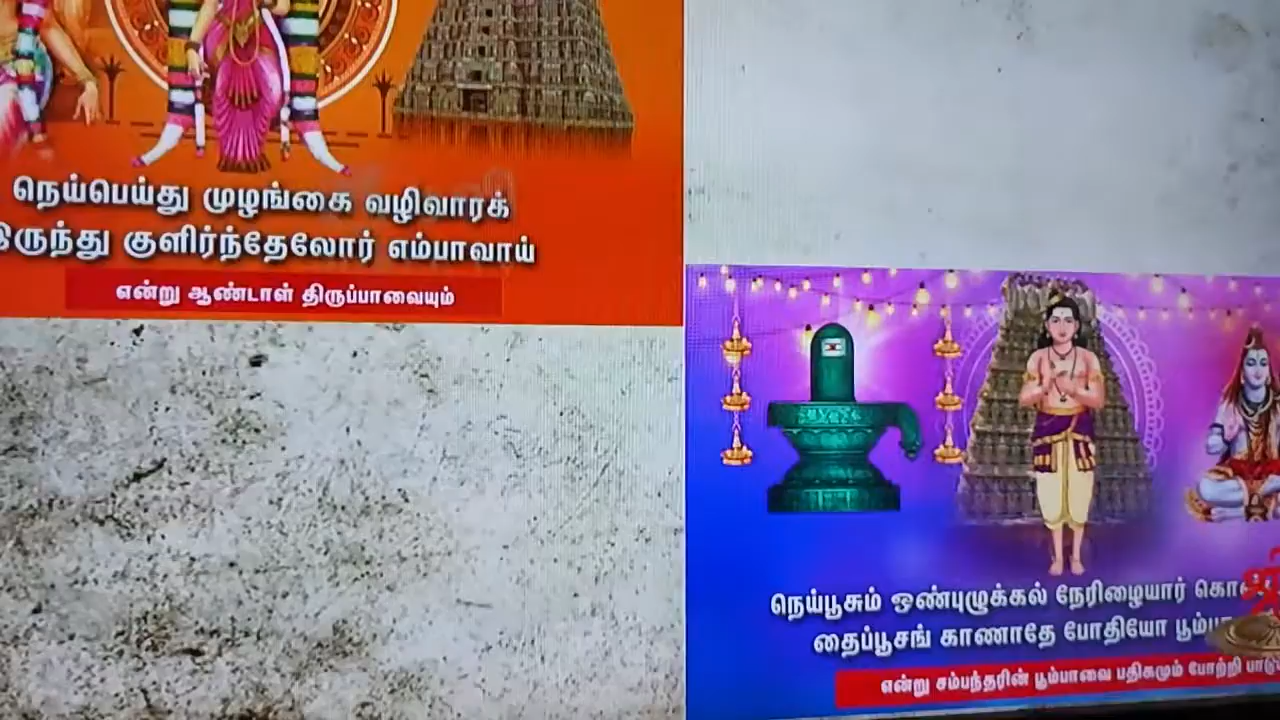 நெய்பெய்து முழங்கை வழிவாரக்
இருந்து குளிர்ந்தேலோர் எம்பாவாய்
என்று ஆண்டாள் திருப்பாவையும்
நெய்பூசும் ஒண்புழுக்கல் நேரிழையார்
தைப்பூசங் காணாதே போதியோ
என்று சம்பந்தரின் பூம்பாவை பதிகமும் போற்றி